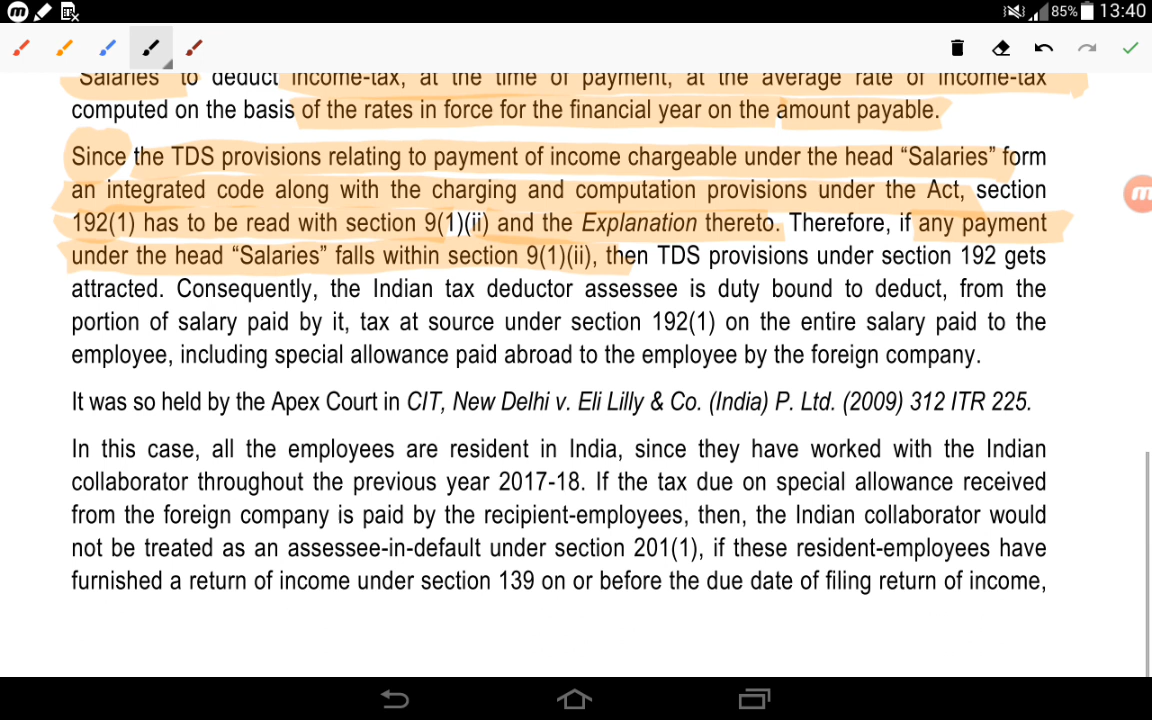 85% 13:40
"Salaries" to deduct income-tax, at the time of payment, at the average rate of income-tax
computed on the basis of the rates in force for the financial year on the amount payable.
Since the TDS provisions relating to payment of income chargeable under the head “Salaries” form
an integrated code along with the charging and computation provisions under the Act, section
192(1) has to be read with section 9(1)(ii) and the Explanation thereto. Therefore, if any payment
under the head “Salaries” falls within section 9(1)(ii), then TDS provisions under section 192 gets
attracted. Consequently, the Indian tax deductor assessee is duty bound to deduct, from the
portion of salary paid by it, tax at source under section 192(1) on the entire salary paid to the
employee, including special allowance paid abroad to the employee by the foreign company.
It was so held by the Apex Court in CIT, New Delhi v. Eli Lilly & Co. (India) P. Ltd. (2009) 312 ITR 225.
In this case, all the employees are resident in India, since they have worked with the Indian
collaborator throughout the previous year 2017-18. If the tax due on special allowance received
from the foreign company is paid by the recipient-employees, then, the Indian collaborator would
not be treated as an assessee-in-default under section 201(1), if these resident-employees have
furnished a return of income under section 139 on or before the due date of filing return of income,